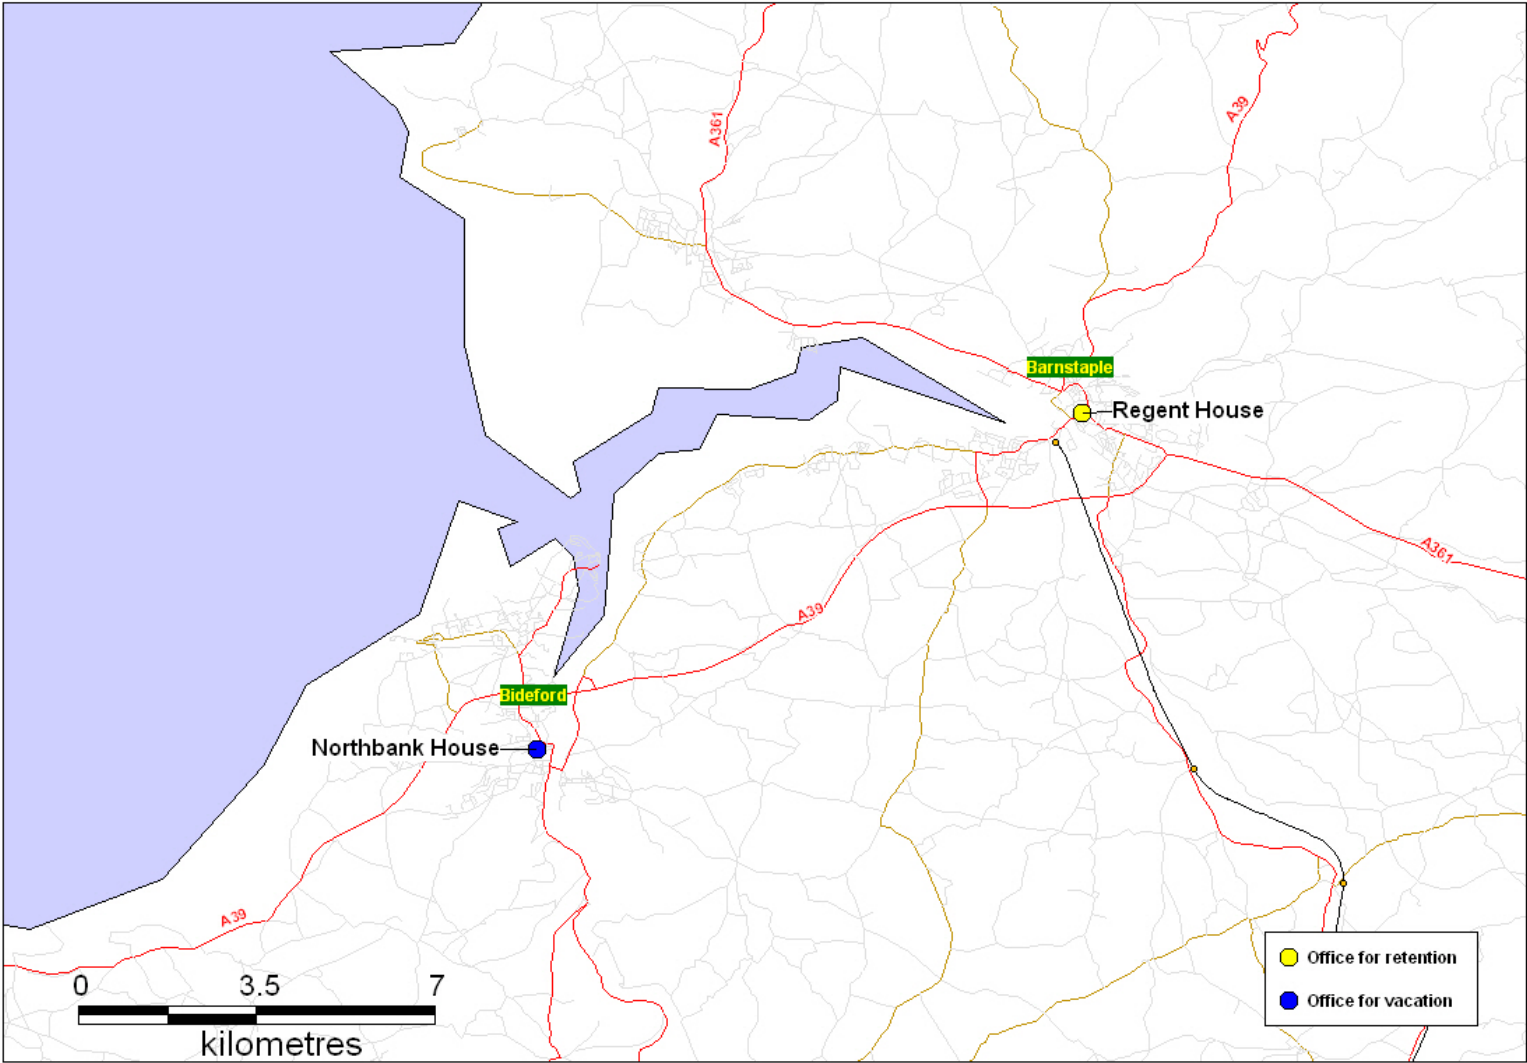 A361
A39
Barnstaple
Regent House
A361
A39
Bideford
Northbank House
A39
0 3.5 7
kilometres
Office for retention
Office for vacation